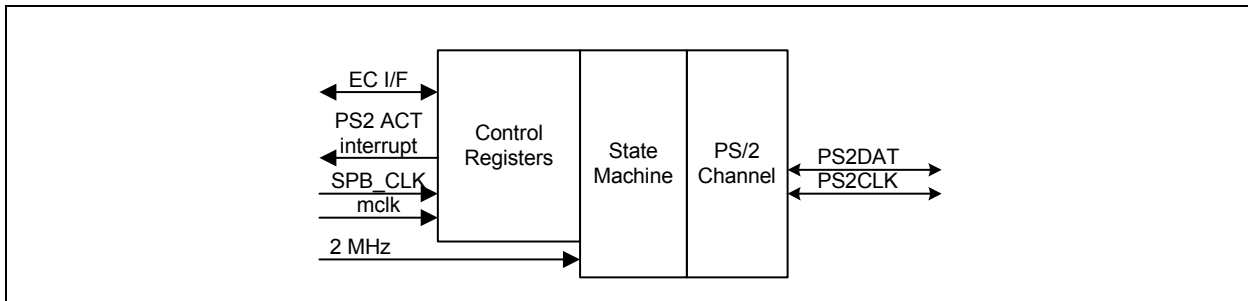 EC I/F
PS2 ACT
interrupt
SPB_CLK
mclk
2 MHz
Control
Registers
State
Machine
PS/2
Channel
PS2DAT
PS2CLK